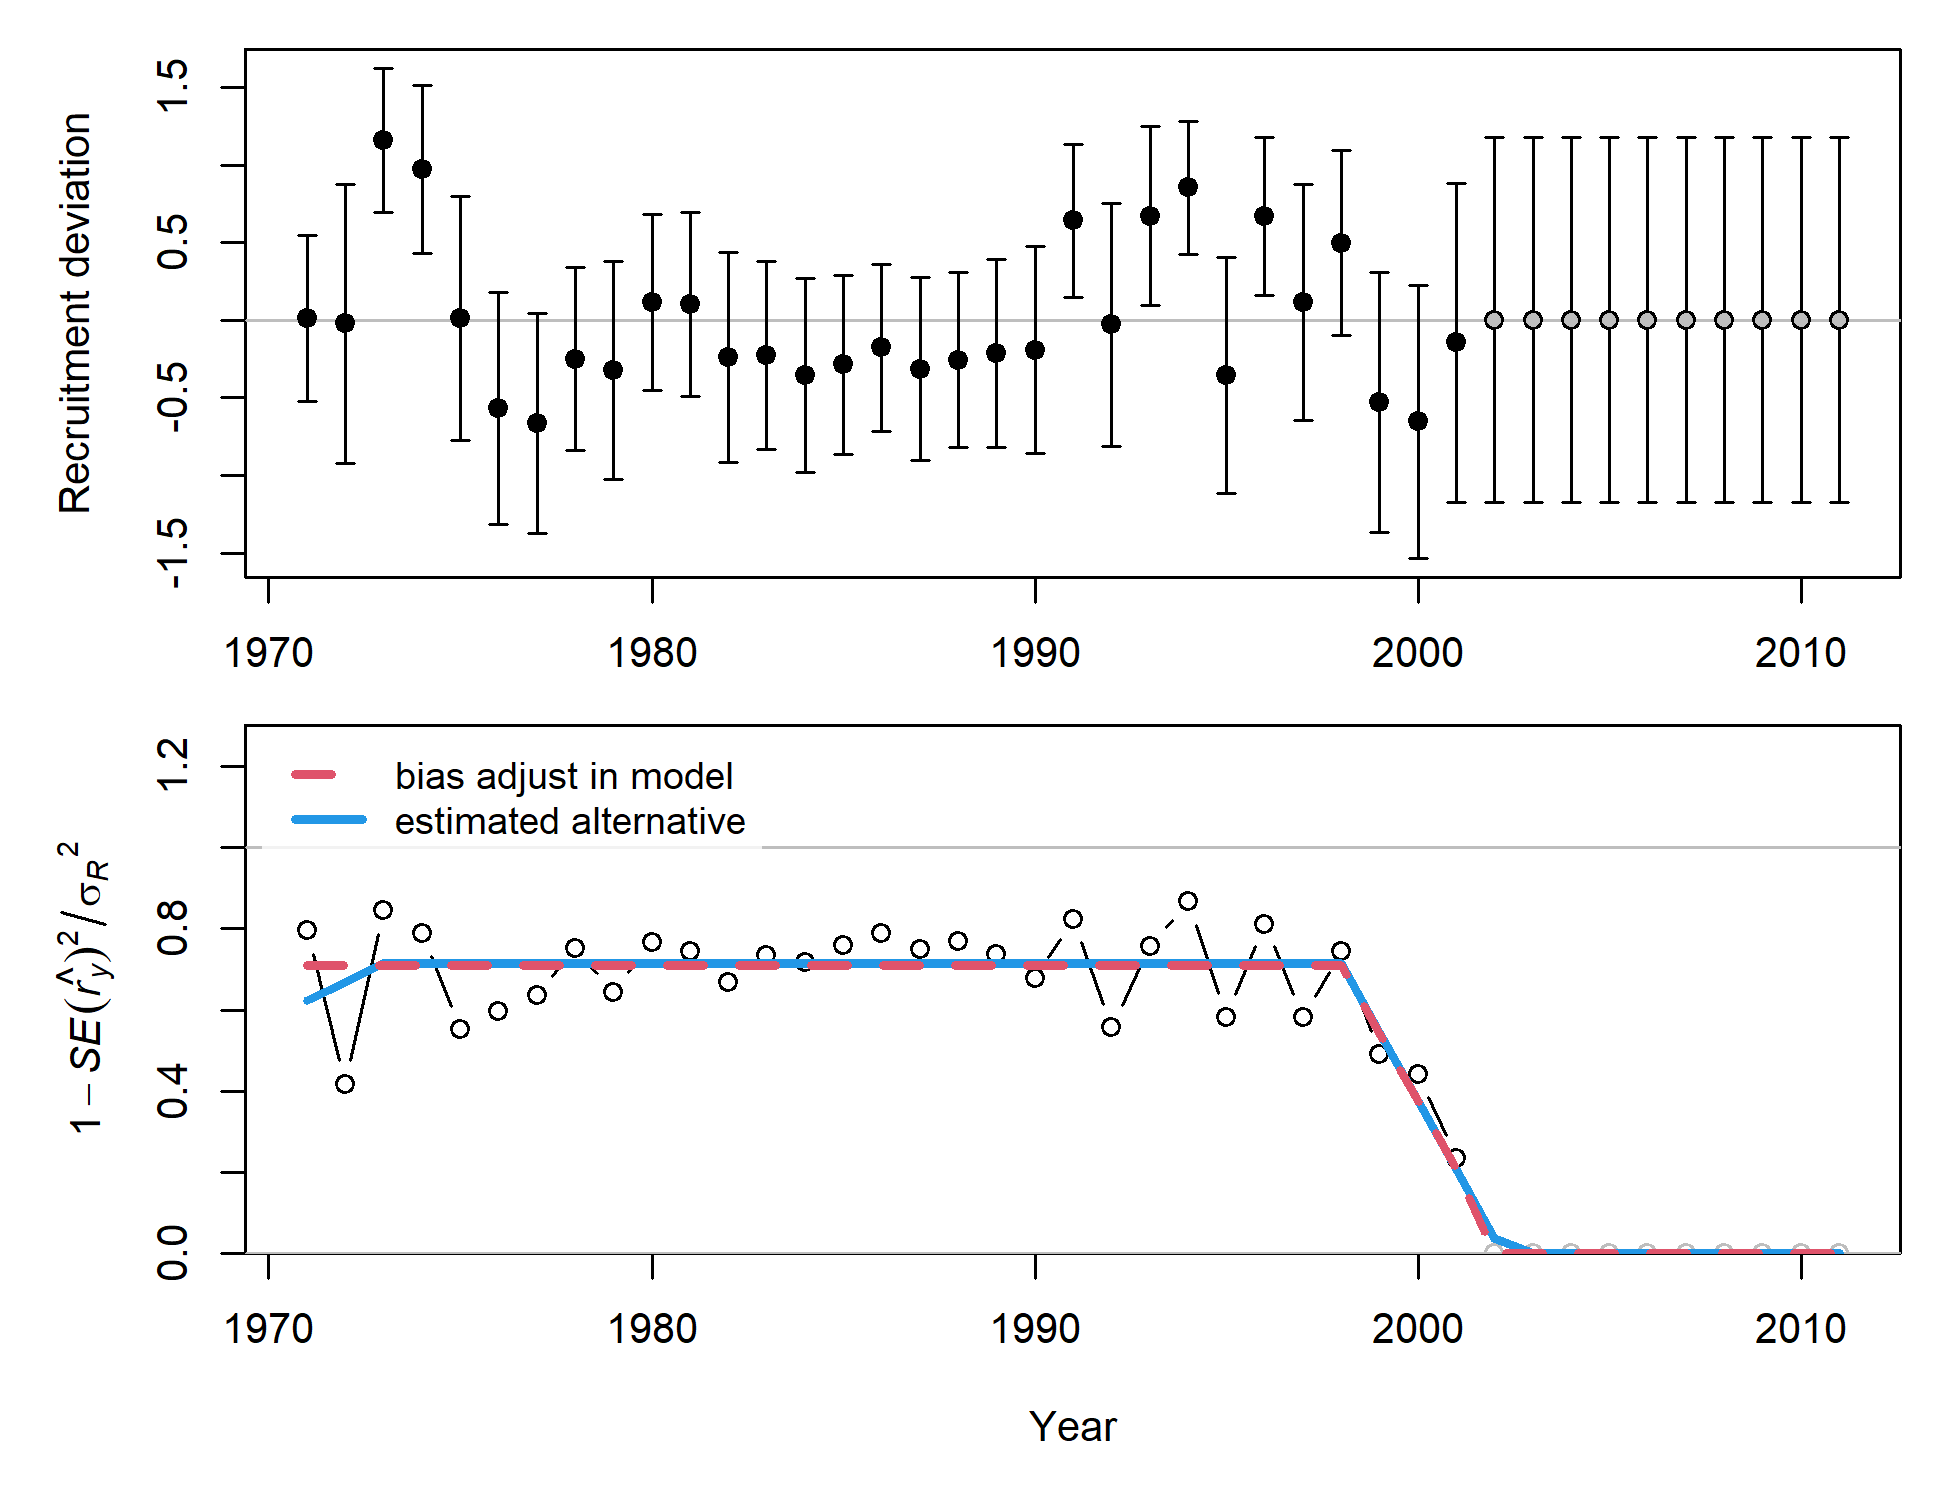 Recruitment deviation
1.5
0.5
-0.5
-1.5
1970 1980 1990 2000 2010
bias adjust in model
estimated alternative
1 − SE(r̂y)² / σR²
1.2
0.8
0.4
0.0
1970 1980 1990 2000 2010
Year